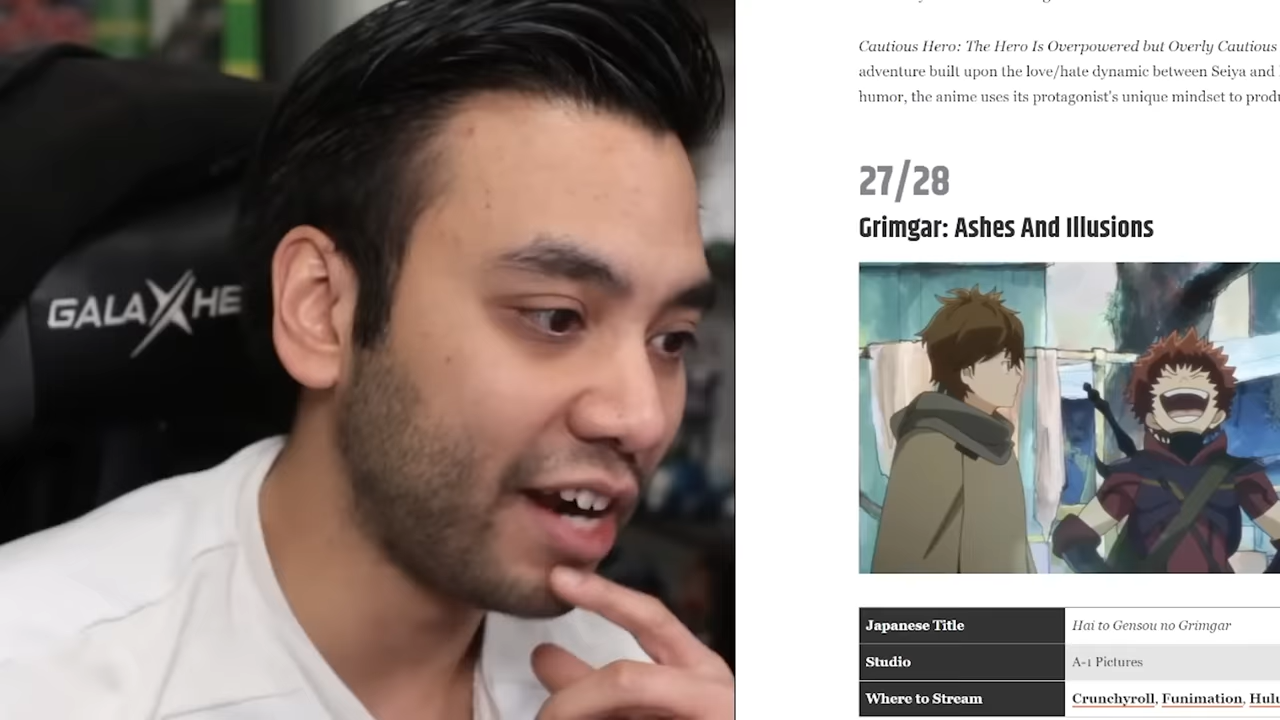 GALAXHE
Cautious Hero: The Hero Is Overpowered but Overly Cautious
adventure built upon the love/hate dynamic between Seiya and
humor, the anime uses its protagonist's unique mindset to produ
27/28
Grimgar: Ashes And Illusions
Japanese Title Hai to Gensou no Grimgar
Studio A-1 Pictures
Where to Stream Crunchyroll, Funimation, Hulu